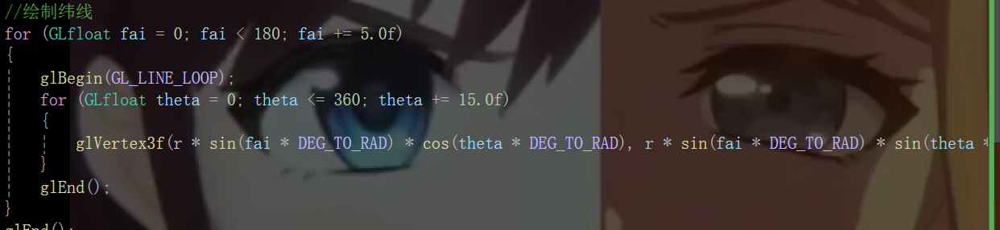 //绘制纬线
for (GLfloat fai = 0; fai < 180; fai += 5.0f)
{
glBegin(GL_LINE_LOOP);
for (GLfloat theta = 0; theta <= 360; theta += 15.0f)
{
glVertex3f(r * sin(fai * DEG_TO_RAD) * cos(theta * DEG_TO_RAD), r * sin(fai * DEG_TO_RAD) * sin(theta *
}
glEnd();
}
glEnd();